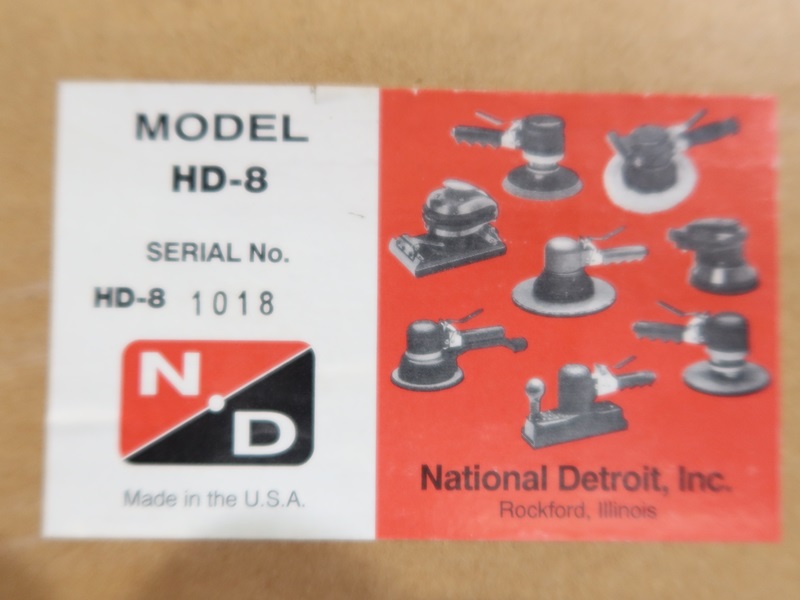 MODEL
HD-8
SERIAL No.
HD-8 1018
N
D
Made in the U.S.A.
National Detroit, Inc.
Rockford, Illinois